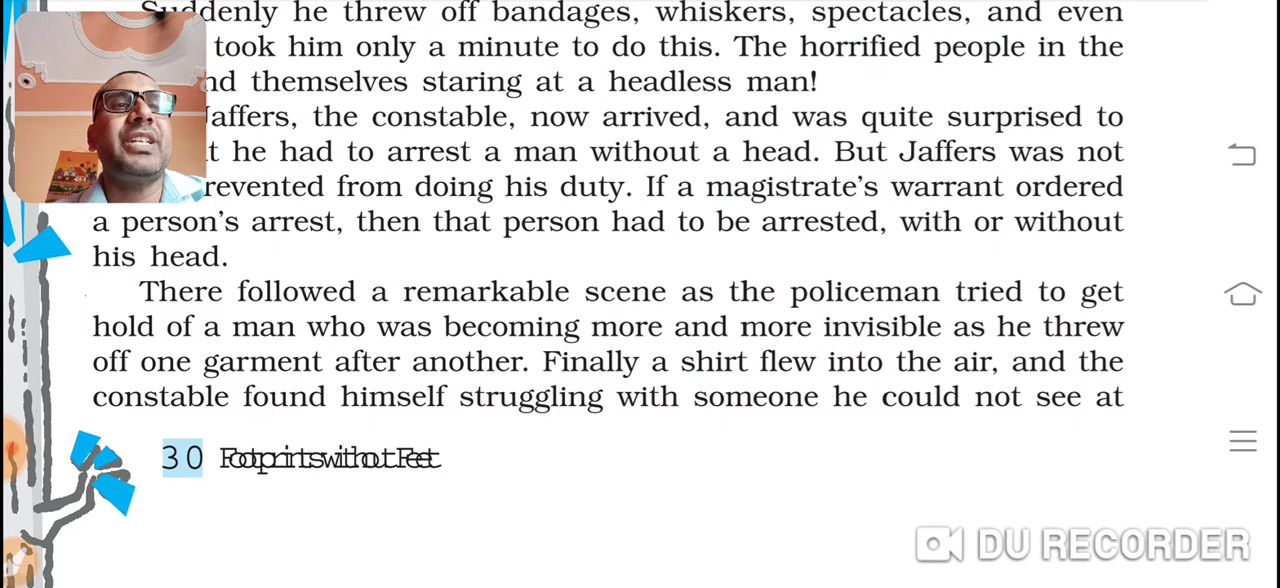 Suddenly he threw off bandages, whiskers, spectacles, and even
took him only a minute to do this. The horrified people in the
themselves staring at a headless man!
Jaffers, the constable, now arrived, and was quite surprised to
he had to arrest a man without a head. But Jaffers was not
from doing his duty. If a magistrate's warrant ordered
a person's arrest, then that person had to be arrested, with or without
his head.
There followed a remarkable scene as the policeman tried to get
hold of a man who was becoming more and more invisible as he threw
off one garment after another. Finally a shirt flew into the air, and the
constable found himself struggling with someone he could not see at
30 Footprints without Feet
DU RECORDER